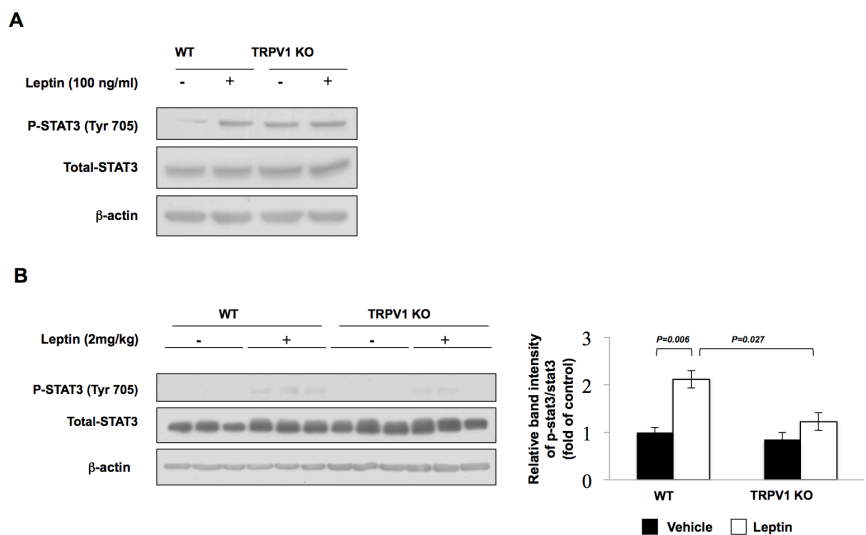 A
WT TRPV1 KO
Leptin (100 ng/ml) - + - +
P-STAT3 (Tyr 705)
Total-STAT3
β-actin
B
WT TRPV1 KO
Leptin (2mg/kg) - + - +
P-STAT3 (Tyr 705)
Total-STAT3
β-actin
Relative band intensity
of p-stat3/stat3
(fold of control)
3
2
1
0
P=0.006 P=0.027
WT TRPV1 KO
Vehicle Leptin